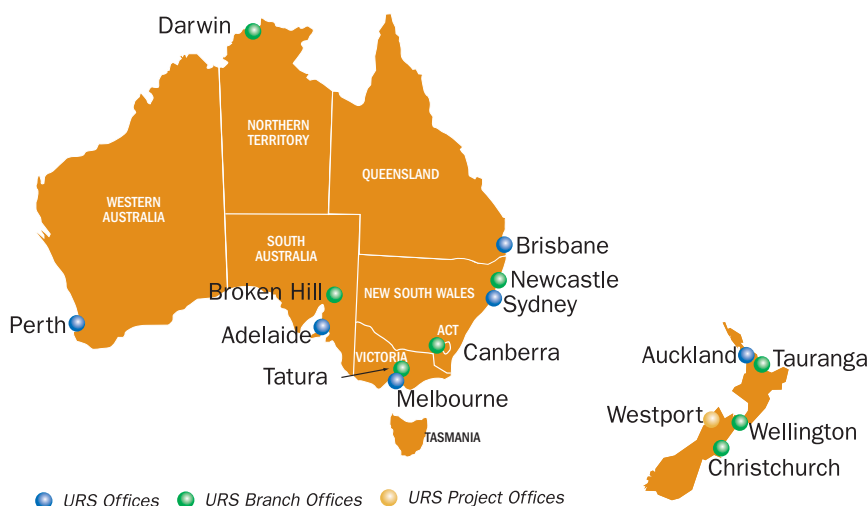 Darwin
NORTHERN
TERRITORY
QUEENSLAND
WESTERN
AUSTRALIA
SOUTH
AUSTRALIA
Brisbane
Broken Hill
NEW SOUTH WALES
Newcastle
Sydney
Perth
Adelaide
ACT
VICTORIA
Canberra
Tatura
Melbourne
TASMANIA
Auckland
Tauranga
Westport
Wellington
Christchurch
URS Offices
URS Branch Offices
URS Project Offices